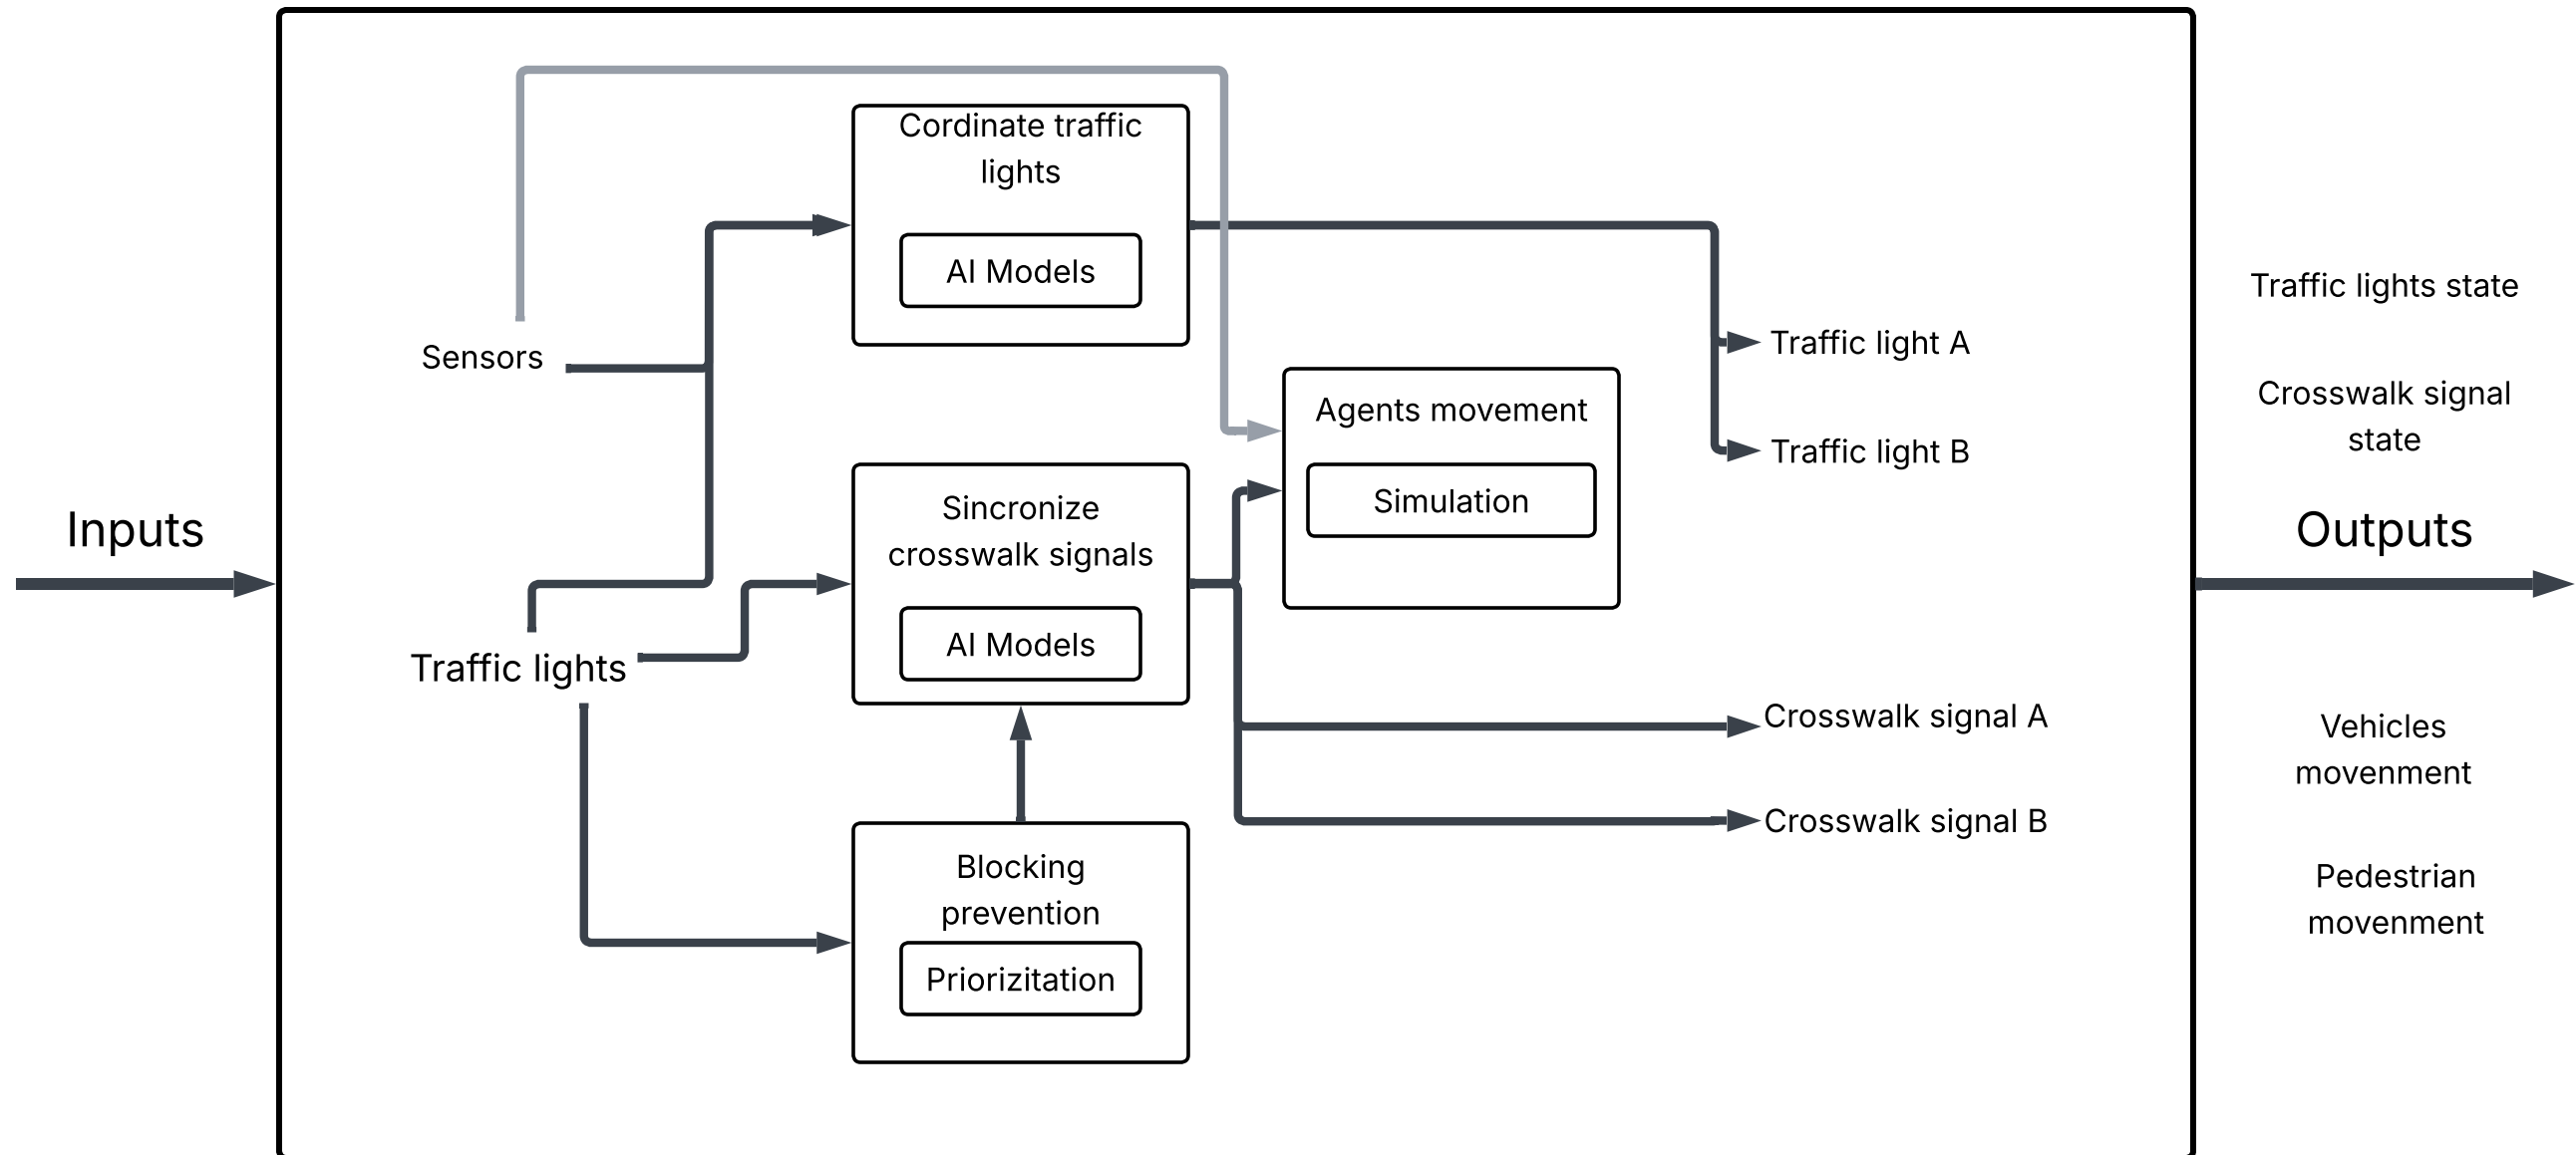 Inputs
Sensors
Traffic lights
Cordinate traffic
lights
AI Models
Sincronize
crosswalk signals
AI Models
Blocking
prevention
Priorizitation
Agents movement
Simulation
Traffic light A
Traffic light B
Crosswalk signal A
Crosswalk signal B
Traffic lights state
Crosswalk signal
state
Outputs
Vehicles
movenment
Pedestrian
movenment